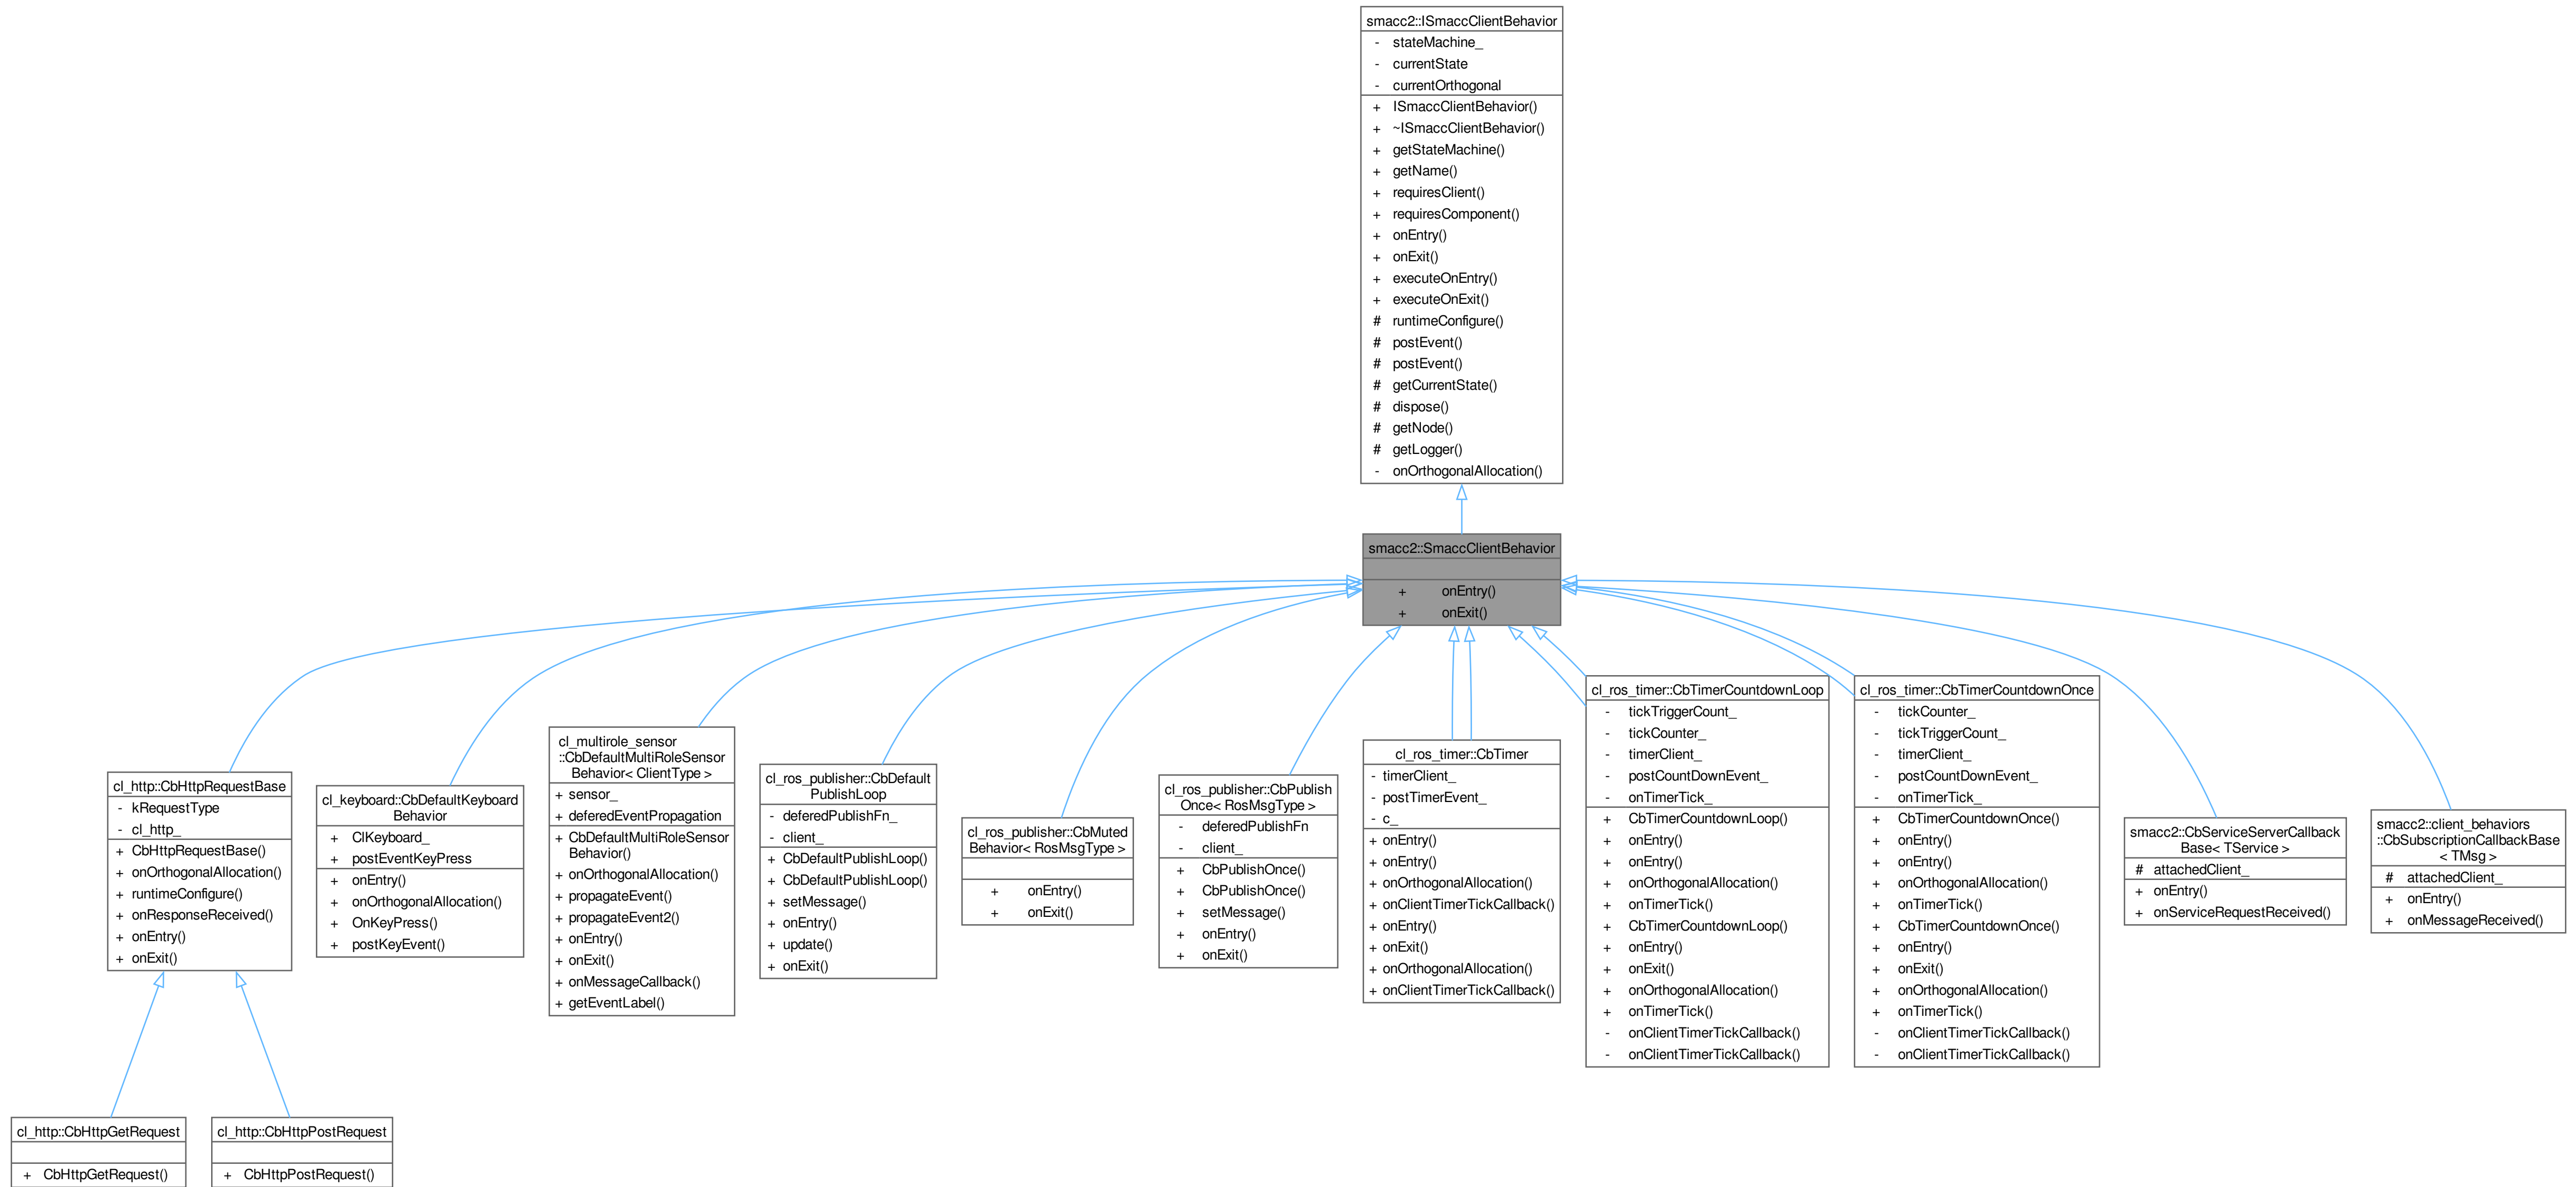 smacc2::ISmaccClientBehavior
- stateMachine_
- currentState
- currentOrthogonal
+ ISmaccClientBehavior()
+ ~ISmaccClientBehavior()
+ getStateMachine()
+ getName()
+ requiresClient()
+ requiresComponent()
+ onEntry()
+ onExit()
+ executeOnEntry()
+ executeOnExit()
# runtimeConfigure()
# postEvent()
# postEvent()
# getCurrentState()
# dispose()
# getNode()
# getLogger()
- onOrthogonalAllocation()
smacc2::SmaccClientBehavior
+ onEntry()
+ onExit()
cl_http::CbHttpRequestBase
- kRequestType
- cl_http_
+ CbHttpRequestBase()
+ onOrthogonalAllocation()
+ runtimeConfigure()
+ onResponseReceived()
+ onEntry()
+ onExit()
cl_keyboard::CbDefaultKeyboard
Behavior
+ ClKeyboard_
+ postEventKeyPress
+ onEntry()
+ onOrthogonalAllocation()
+ OnKeyPress()
+ postKeyEvent()
cl_multirole_sensor
::CbDefaultMultiRoleSensor
Behavior< ClientType >
+ sensor_
+ deferedEventPropagation
+ CbDefaultMultiRoleSensor
Behavior()
+ onOrthogonalAllocation()
+ propagateEvent()
+ propagateEvent2()
+ onEntry()
+ onExit()
+ onMessageCallback()
+ getEventLabel()
cl_ros_publisher::CbDefault
PublishLoop
- deferedPublishFn_
- client_
+ CbDefaultPublishLoop()
+ CbDefaultPublishLoop()
+ setMessage()
+ onEntry()
+ update()
+ onExit()
cl_ros_publisher::CbMuted
Behavior< RosMsgType >
+ onEntry()
+ onExit()
cl_ros_publisher::CbPublish
Once< RosMsgType >
- deferedPublishFn
- client_
+ CbPublishOnce()
+ CbPublishOnce()
+ setMessage()
+ onEntry()
+ onExit()
cl_ros_timer::CbTimer
- timerClient_
- postTimerEvent_
- c_
+ onEntry()
+ onEntry()
+ onOrthogonalAllocation()
+ onClientTimerTickCallback()
+ onEntry()
+ onExit()
+ onOrthogonalAllocation()
+ onClientTimerTickCallback()
cl_ros_timer::CbTimerCountdownLoop
- tickTriggerCount_
- tickCounter_
- timerClient_
- postCountDownEvent_
- onTimerTick_
+ CbTimerCountdownLoop()
+ onEntry()
+ onEntry()
+ onOrthogonalAllocation()
+ onTimerTick()
+ CbTimerCountdownLoop()
+ onEntry()
+ onExit()
+ onOrthogonalAllocation()
+ onTimerTick()
- onClientTimerTickCallback()
- onClientTimerTickCallback()
cl_ros_timer::CbTimerCountdownOnce
- tickCounter_
- tickTriggerCount_
- timerClient_
- postCountDownEvent_
- onTimerTick_
+ CbTimerCountdownOnce()
+ onEntry()
+ onEntry()
+ onOrthogonalAllocation()
+ onTimerTick()
+ CbTimerCountdownOnce()
+ onEntry()
+ onExit()
+ onOrthogonalAllocation()
+ onTimerTick()
- onClientTimerTickCallback()
- onClientTimerTickCallback()
smacc2::CbServiceServerCallback
Base< TService >
# attachedClient_
+ onEntry()
+ onServiceRequestReceived()
smacc2::client_behaviors
::CbSubscriptionCallbackBase
< TMsg >
# attachedClient_
+ onEntry()
+ onMessageReceived()
cl_http::CbHttpGetRequest
+ CbHttpGetRequest()
cl_http::CbHttpPostRequest
+ CbHttpPostRequest()